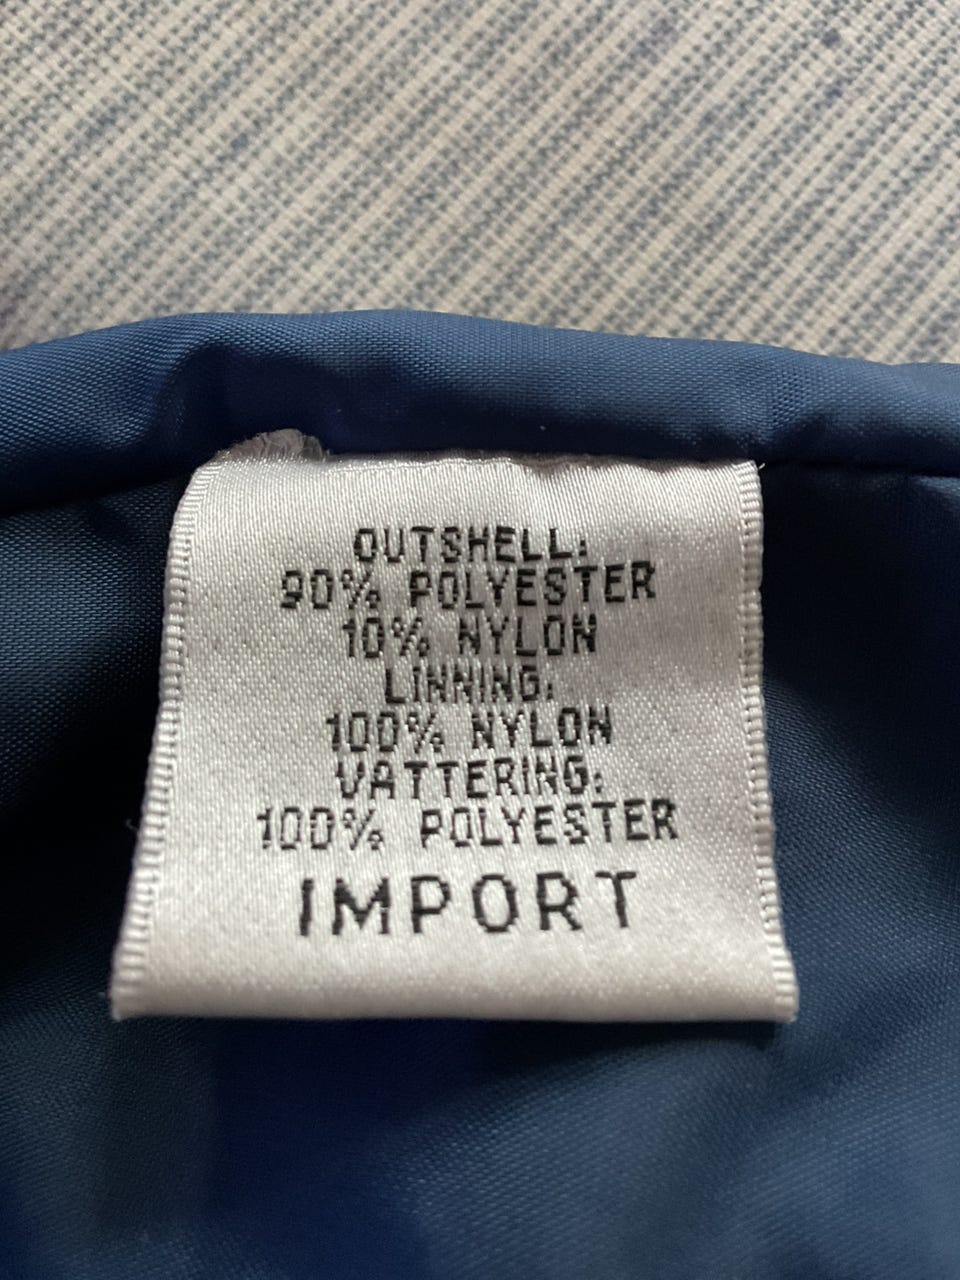 OUTSHELL:
90% POLYESTER
10% NYLON
LINNING:
100% NYLON
VATTERING:
100% POLYESTER
IMPORT